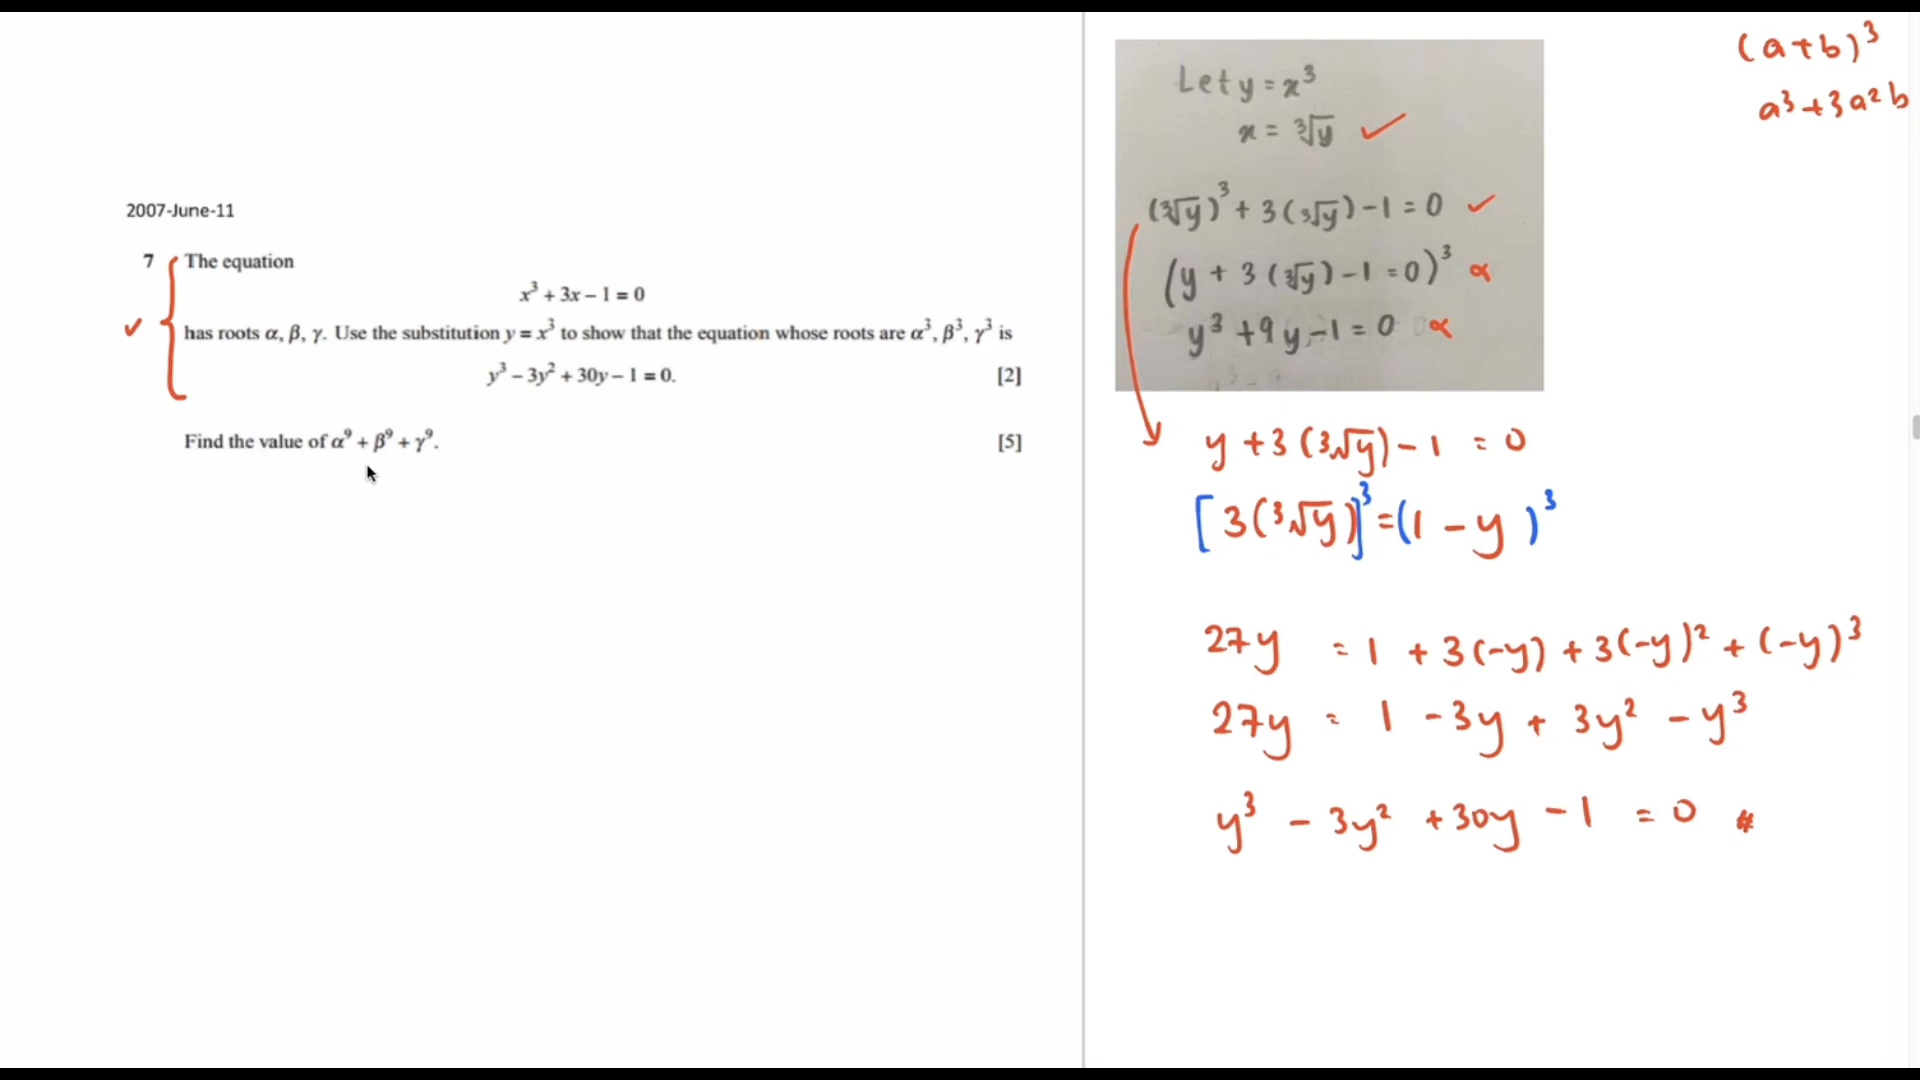 2007-June-11
7 The equation
x³ + 3x − 1 = 0
has roots α, β, γ. Use the substitution y = x³ to show that the equation whose roots are α³, β³, γ³ is
y³ − 3y² + 30y − 1 = 0. [2]
Find the value of α⁹ + β⁹ + γ⁹. [5]
Let y = x³
x = ∛y ✓
(∛y)³ + 3(∛y) − 1 = 0 ✓
(y + 3(∛y) − 1 = 0)³
y³ + 9y − 1 = 0
(a+b)³
a³+3a²b
y + 3(∛y) − 1 = 0
[3(∛y)]³ = (1 − y)³
27y = 1 + 3(−y) + 3(−y)² + (−y)³
27y = 1 − 3y + 3y² − y³
y³ − 3y² + 30y − 1 = 0 #